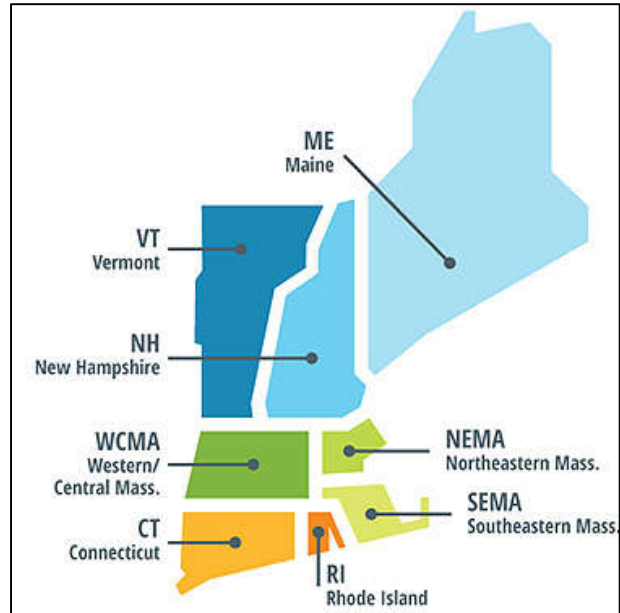 ME
Maine
VT
Vermont
NH
New Hampshire
WCMA
Western/
Central Mass.
NEMA
Northeastern Mass.
SEMA
Southeastern Mass.
CT
Connecticut
RI
Rhode Island